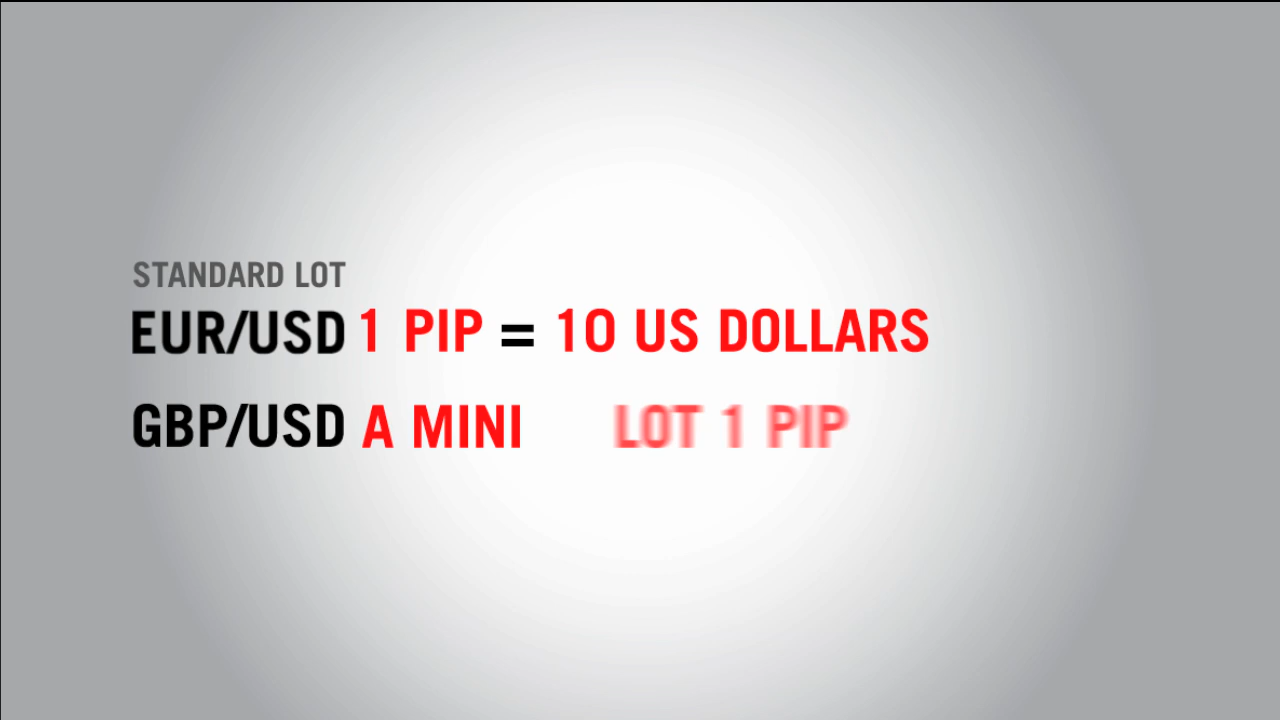 STANDARD LOT
EUR/USD 1 PIP = 10 US DOLLARS
GBP/USD A MINI LOT 1 PIP